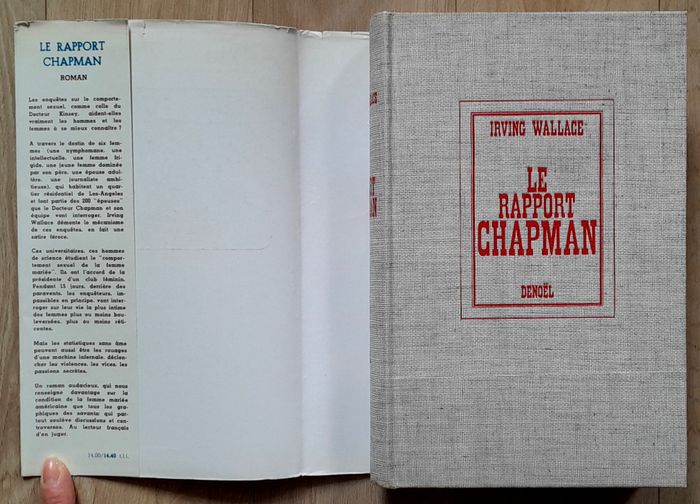 LE RAPPORT
CHAPMAN
ROMAN
Les enquêtes sur le comporte-
ment sexuel, comme celle du
Docteur Kinsey, aident-elles
vraiment les hommes et les
femmes à se mieux connaître ?
A travers le destin de six fem-
mes (une nymphomane, une
intellectuelle, une femme fri-
gide, une jeune femme dominée
par son père, une épouse adul-
tère, une journaliste ambi-
tieuse), qui habitent un quar-
tier résidentiel de Los-Angeles
et font partie des 200 "épouses"
que le Docteur Chapman et son
équipe vont interroger, Irving
Wallace démonte le mécanisme
de ces enquêtes, en fait une
satire féroce.
Ces universitaires, ces hommes
de science étudient le "compor-
tement sexuel de la femme
mariée". Ils ont l'accord de la
présidente d'un club féminin.
Pendant 15 jours, derrière des
paravents, les enquêteurs, im-
passibles en principe, vont inter-
roger sur leur vie la plus intime
des femmes plus ou moins bou-
leversées, plus ou moins réti-
centes.
Mais les statistiques sans âme
peuvent aussi être les rouages
d'une machine infernale, déclen-
cher les violences, les vices, les
passions secrètes.
Un roman audacieux, qui nous
renseigne davantage sur la
condition de la femme mariée
américaine que tous les gra-
phiques des savants; qui par-
tout soulève discussions et con-
troverses. Au lecteur français
d'en juger.
14.00/14.40 t.l.i.
IRVING WALLACE
LE
RAPPORT
CHAPMAN
DENOËL